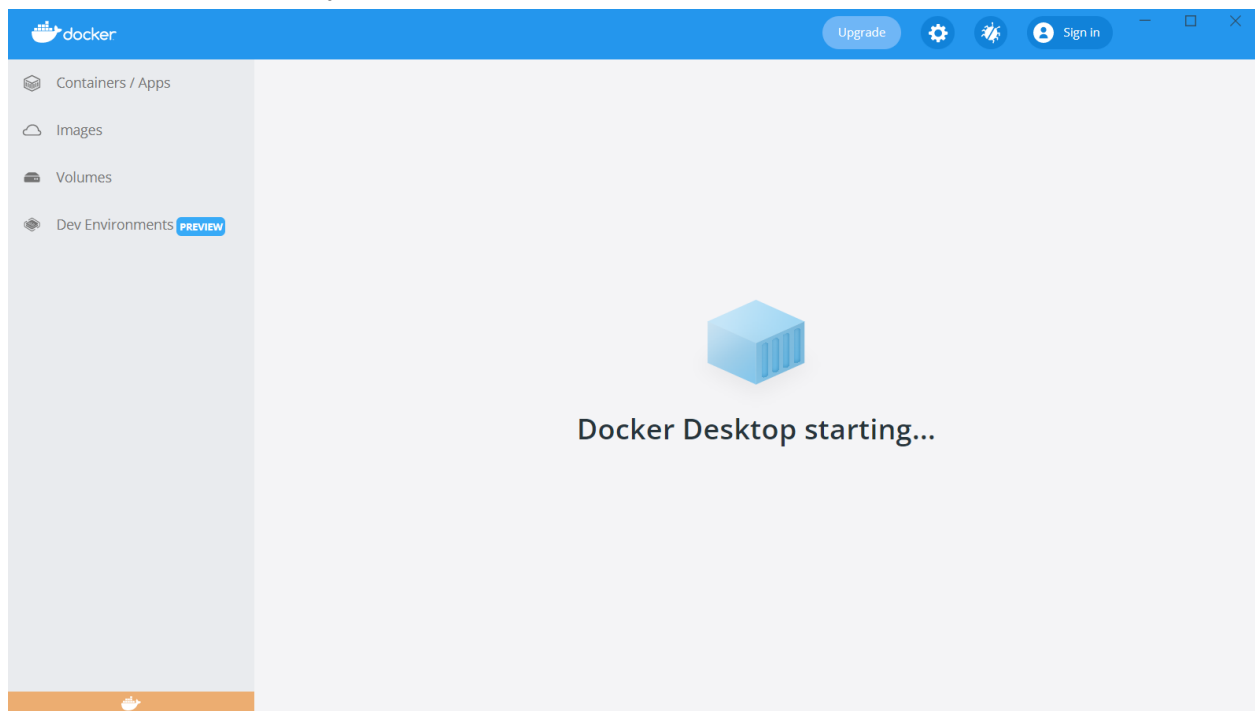 docker
Upgrade
Sign in
Containers / Apps
Images
Volumes
Dev Environments PREVIEW
Docker Desktop starting...